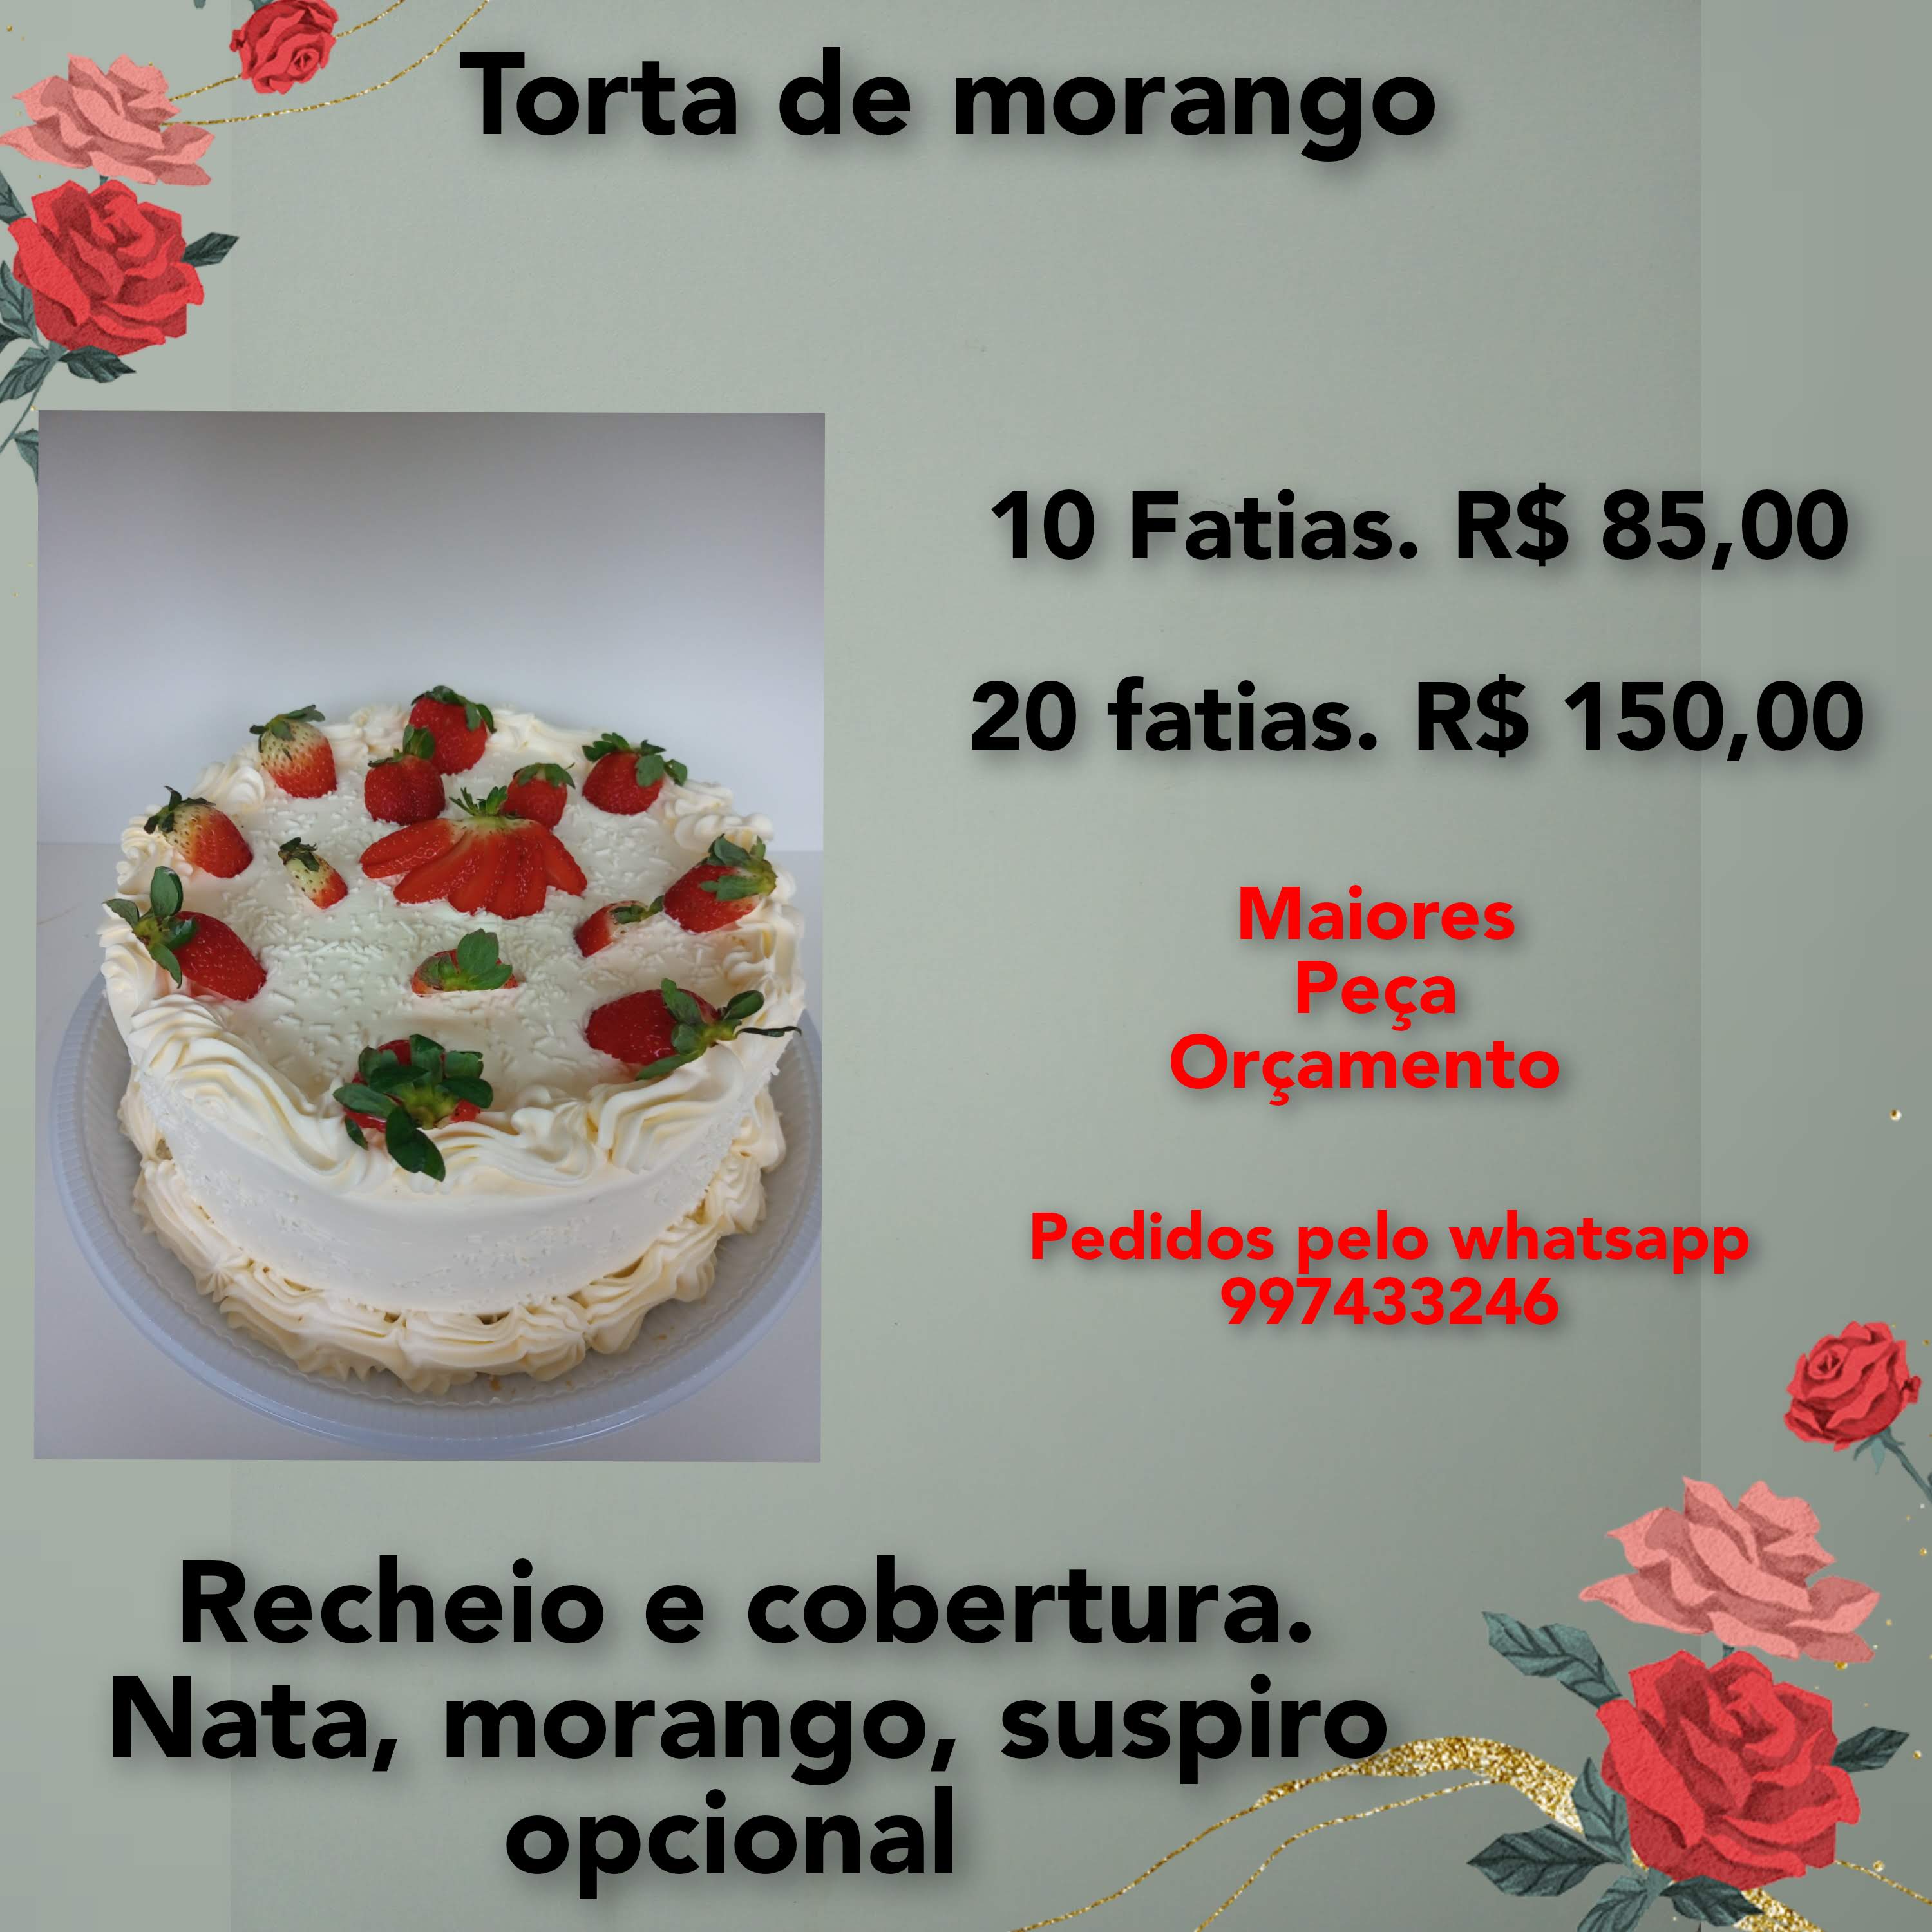 Torta de morango
10 Fatias. R$ 85,00
20 fatias. R$ 150,00
Maiores
Peça
Orçamento
Pedidos pelo whatsapp
997433246
Recheio e cobertura.
Nata, morango, suspiro
opcional